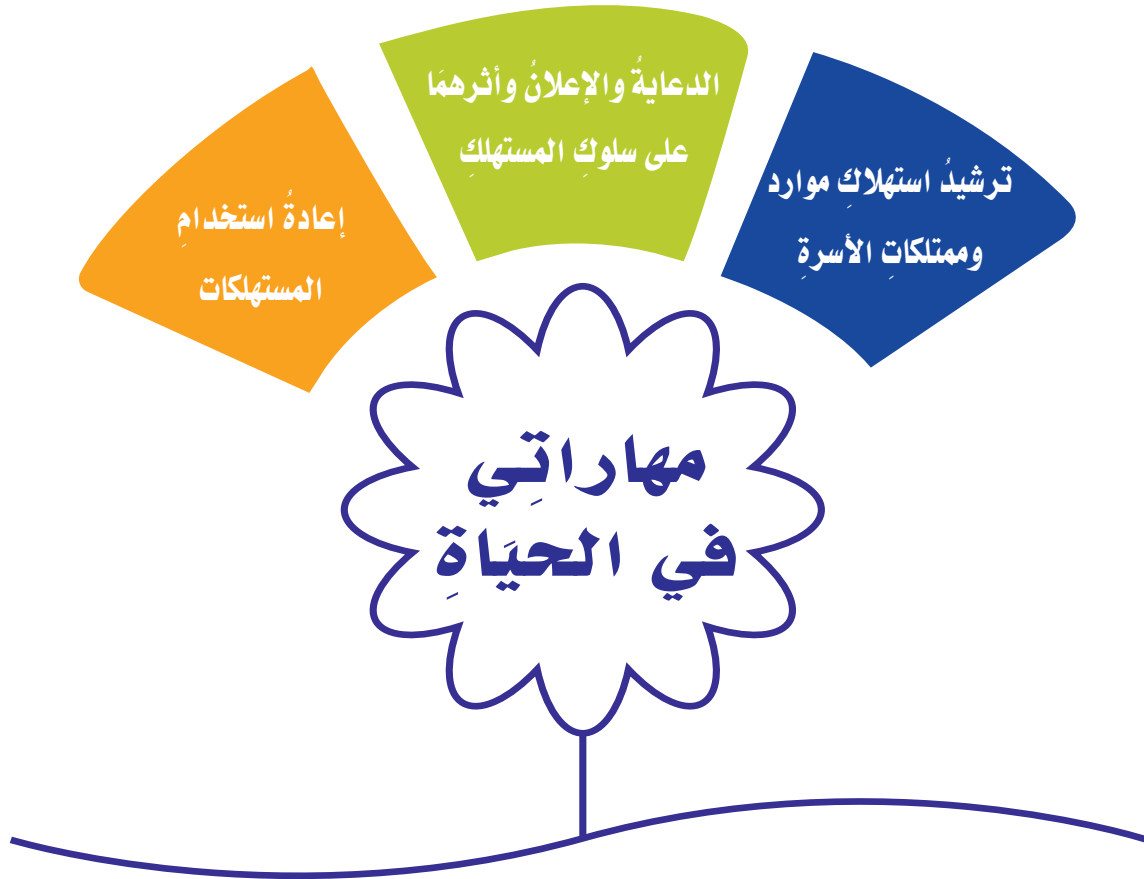 ترشيدُ استهلاكِ موارد
وممتلكاتِ الأسرةِ
الدعايةُ والإعلانُ وأثرهمَا
على سلوكِ المستهلكِ
إعادةُ استخدامِ
المستهلكات
مهاراتِي
في الحيَاةِ